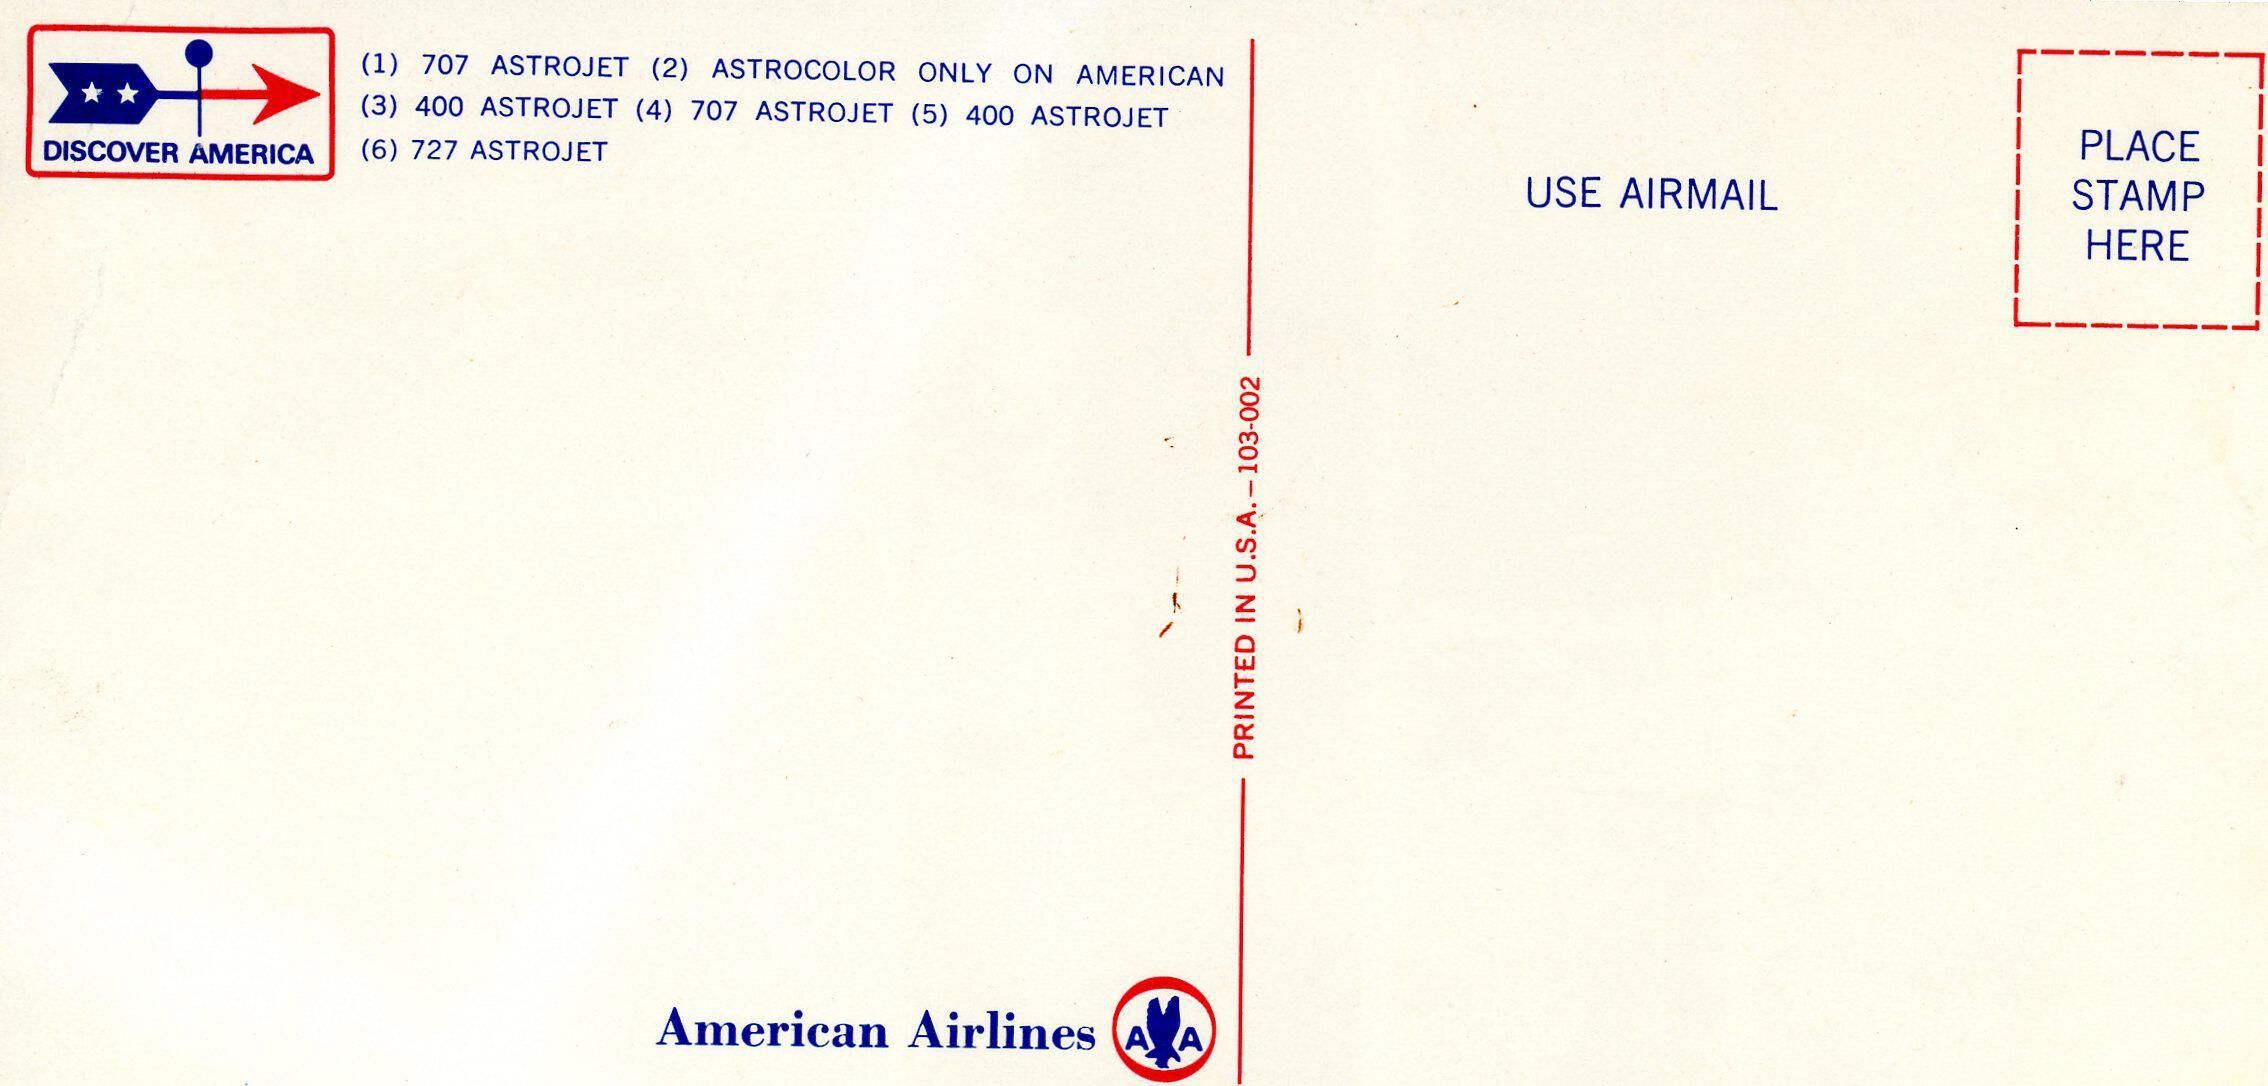 (1) 707 ASTROJET (2) ASTROCOLOR ONLY ON AMERICAN
(3) 400 ASTROJET (4) 707 ASTROJET (5) 400 ASTROJET
(6) 727 ASTROJET
DISCOVER AMERICA
USE AIRMAIL
PLACE
STAMP
HERE
PRINTED IN U.S.A.—103-002
American Airlines
A A